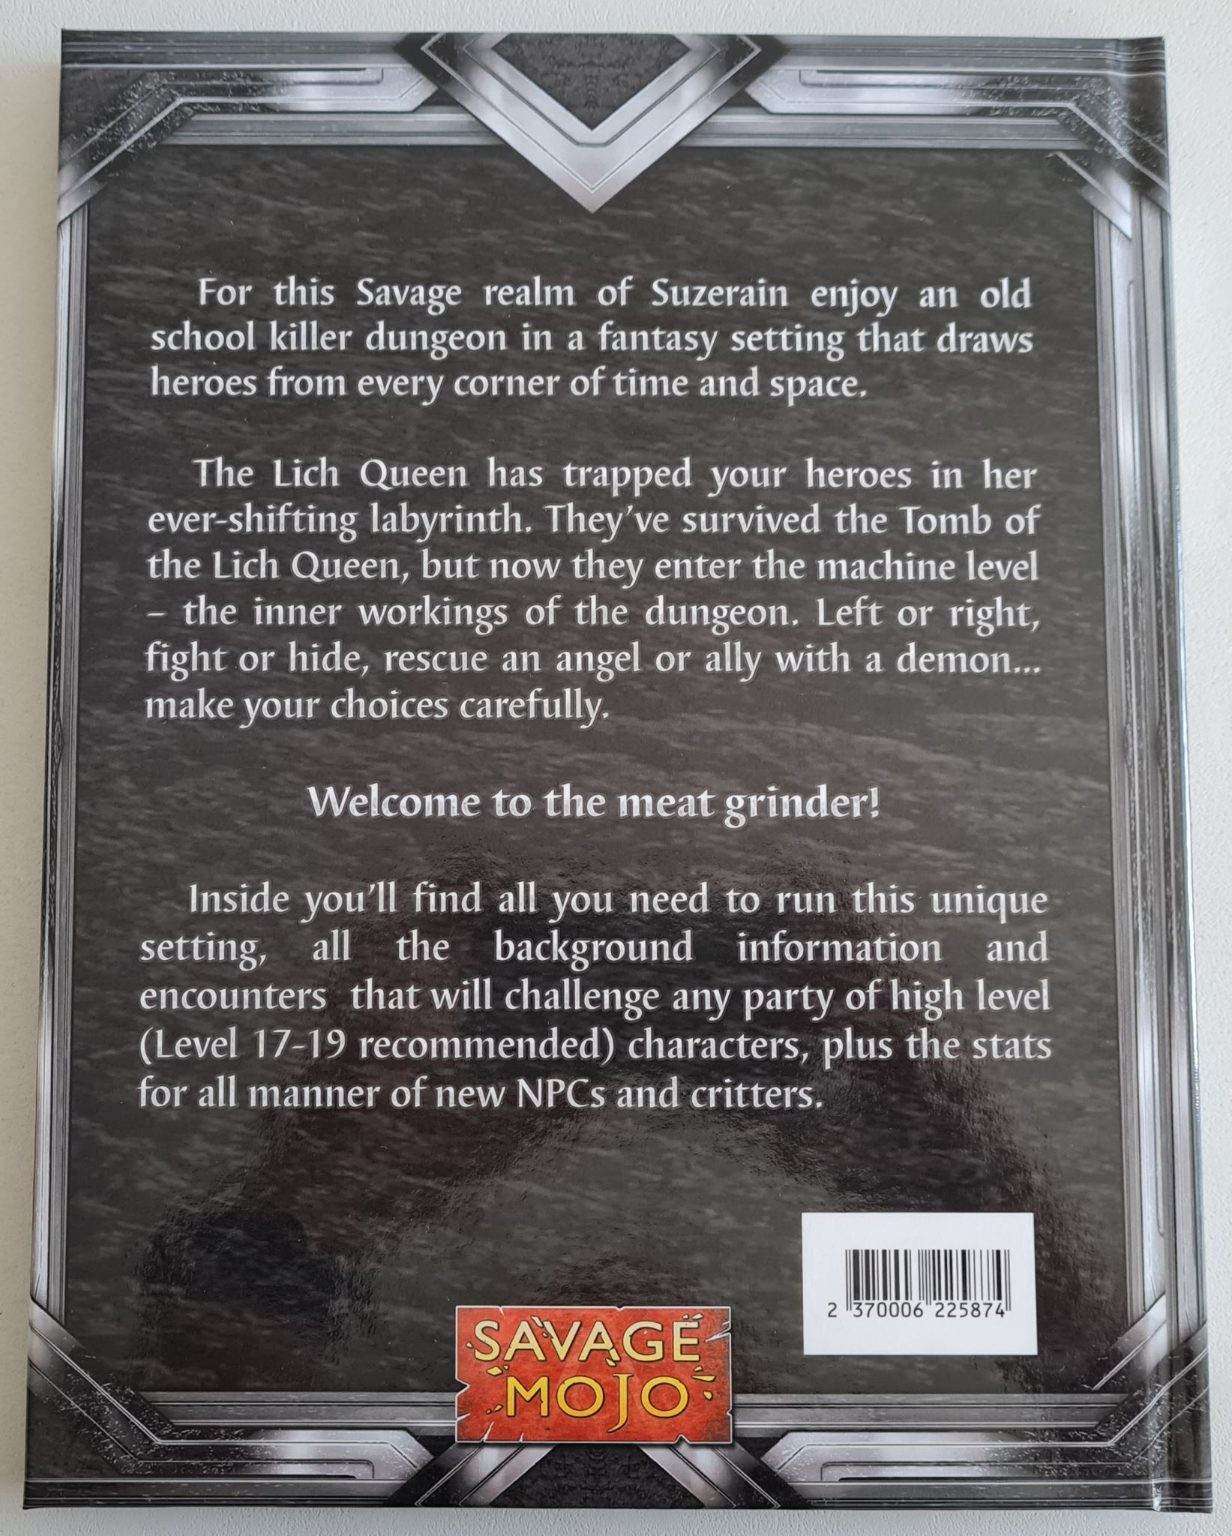 For this Savage realm of Suzerain enjoy an old
school killer dungeon in a fantasy setting that draws
heroes from every corner of time and space.
The Lich Queen has trapped your heroes in her
ever-shifting labyrinth. They've survived the Tomb of
the Lich Queen, but now they enter the machine level
– the inner workings of the dungeon. Left or right,
fight or hide, rescue an angel or ally with a demon...
make your choices carefully.
Welcome to the meat grinder!
Inside you'll find all you need to run this unique
setting, all the background information and
encounters that will challenge any party of high level
(Level 17-19 recommended) characters, plus the stats
for all manner of new NPCs and critters.
2 370006 225874
SAVAGE
MOJO